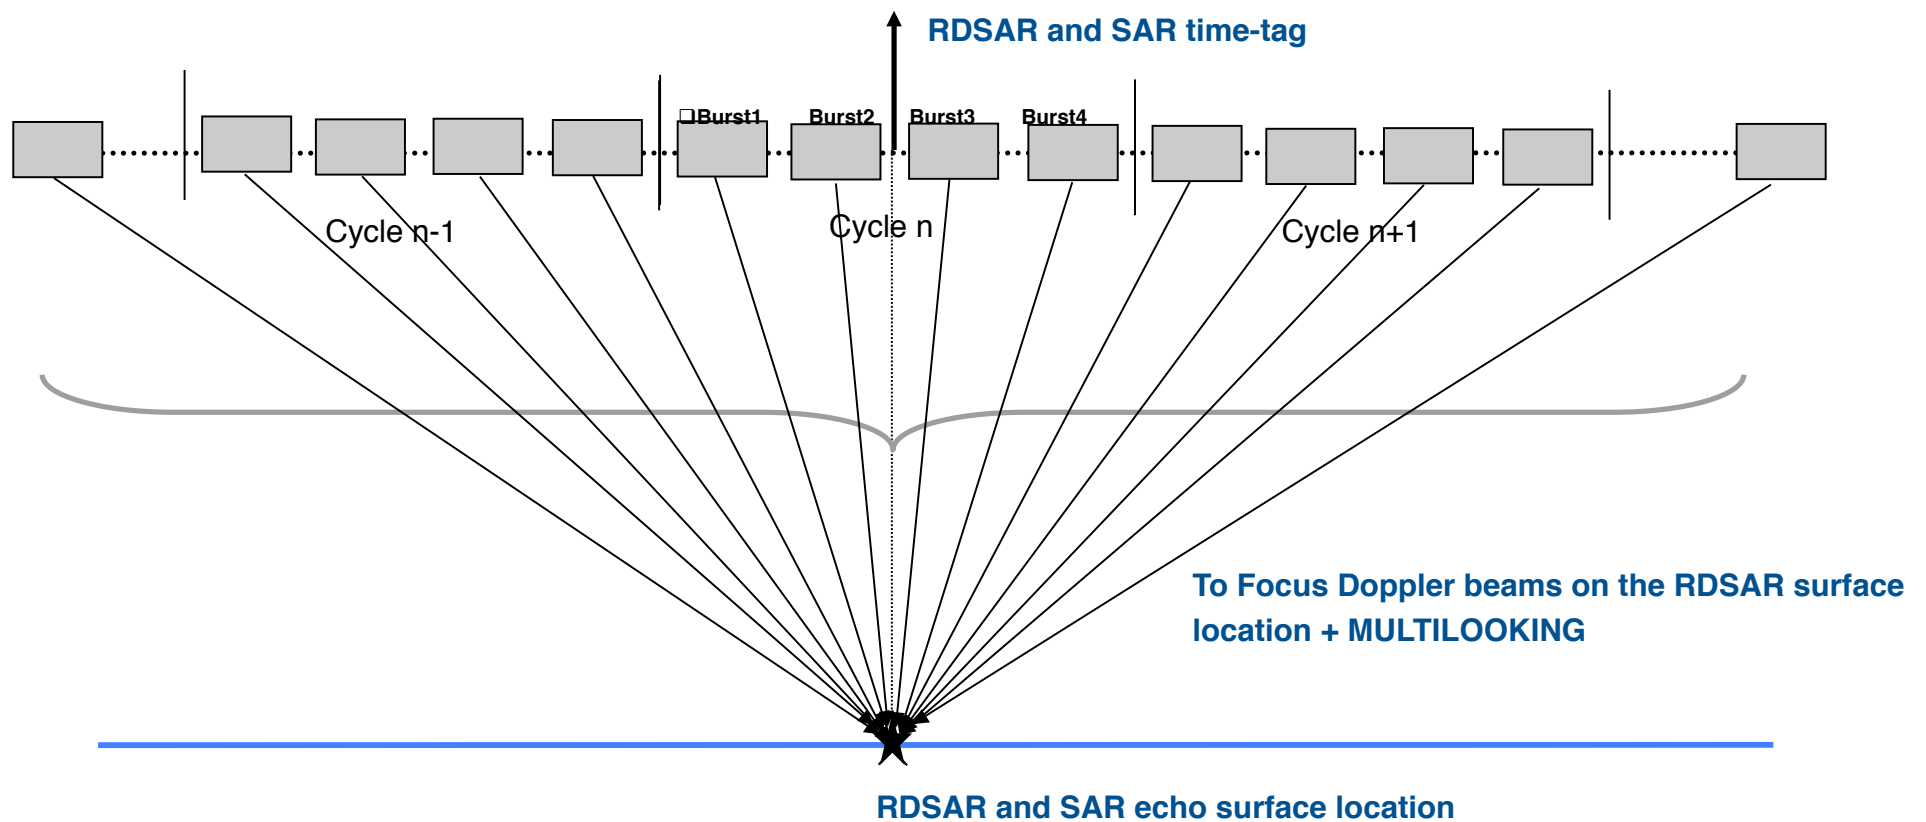 RDSAR and SAR time-tag
❑Burst1 Burst2 Burst3 Burst4
Cycle n-1 Cycle n Cycle n+1
To Focus Doppler beams on the RDSAR surface
location + MULTILOOKING
RDSAR and SAR echo surface location